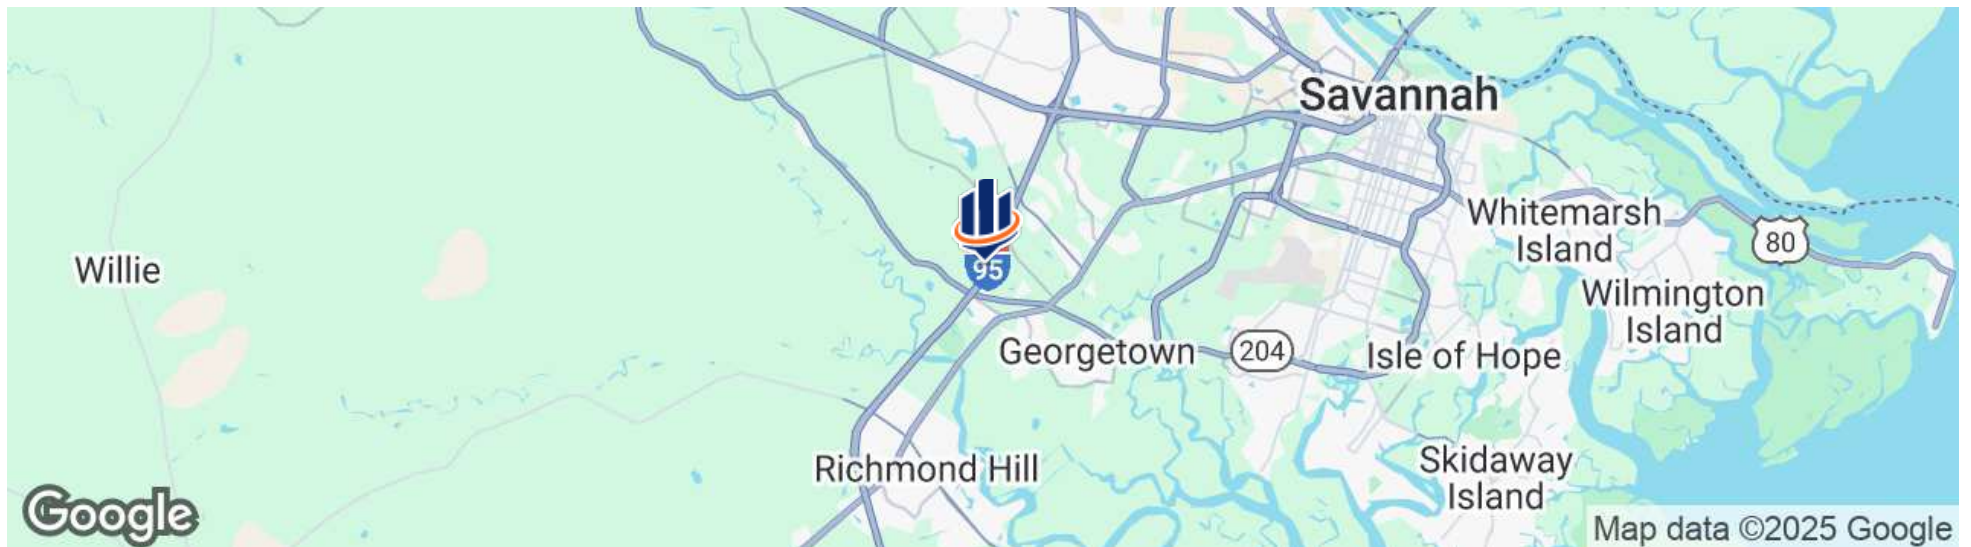 Savannah
Whitemarsh
Island
80
Willie
95
Wilmington
Island
Georgetown
204
Isle of Hope
Richmond Hill
Skidaway
Island
Google
Map data ©2025 Google